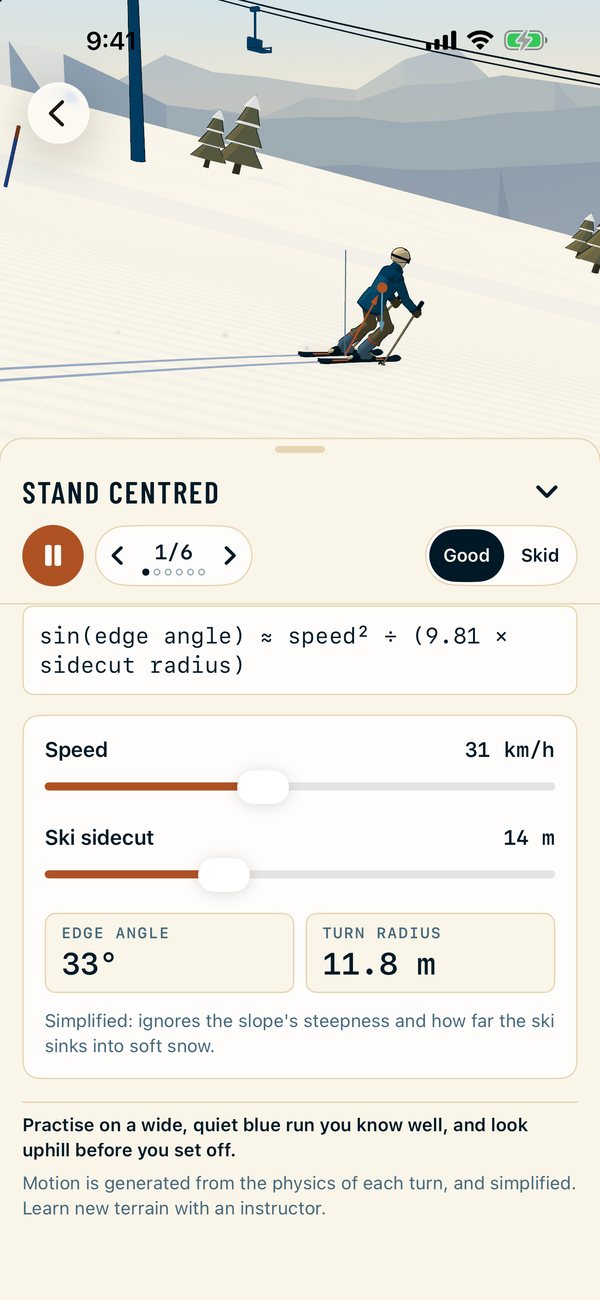 9:41
STAND CENTRED
1/6
Good
Skid
sin(edge angle) ≈ speed² ÷ (9.81 ×
sidecut radius)
Speed
31 km/h
Ski sidecut
14 m
EDGE ANGLE
TURN RADIUS
33°
11.8 m
Simplified: ignores the slope's steepness and how far the ski
sinks into soft snow.
Practise on a wide, quiet blue run you know well, and look
uphill before you set off.
Motion is generated from the physics of each turn, and simplified.
Learn new terrain with an instructor.